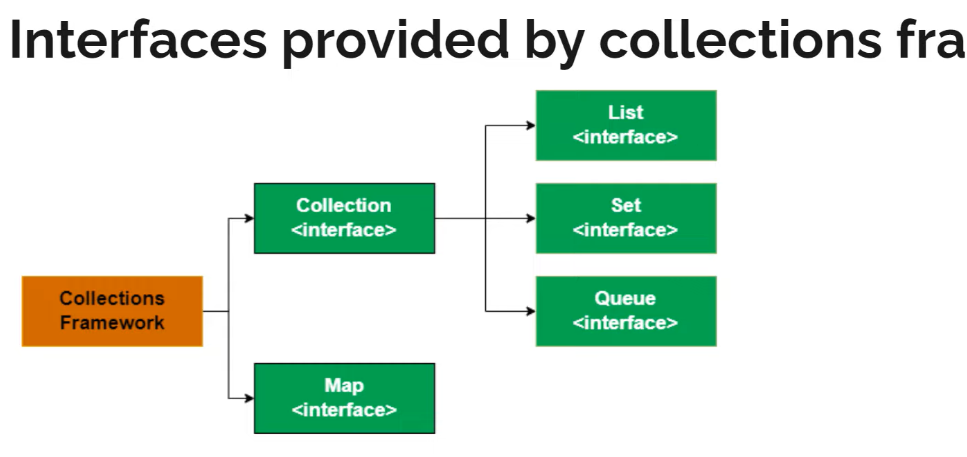 Interfaces provided by collections fra
List
<interface>
Collection
<interface>
Set
<interface>
Collections
Framework
Queue
<interface>
Map
<interface>